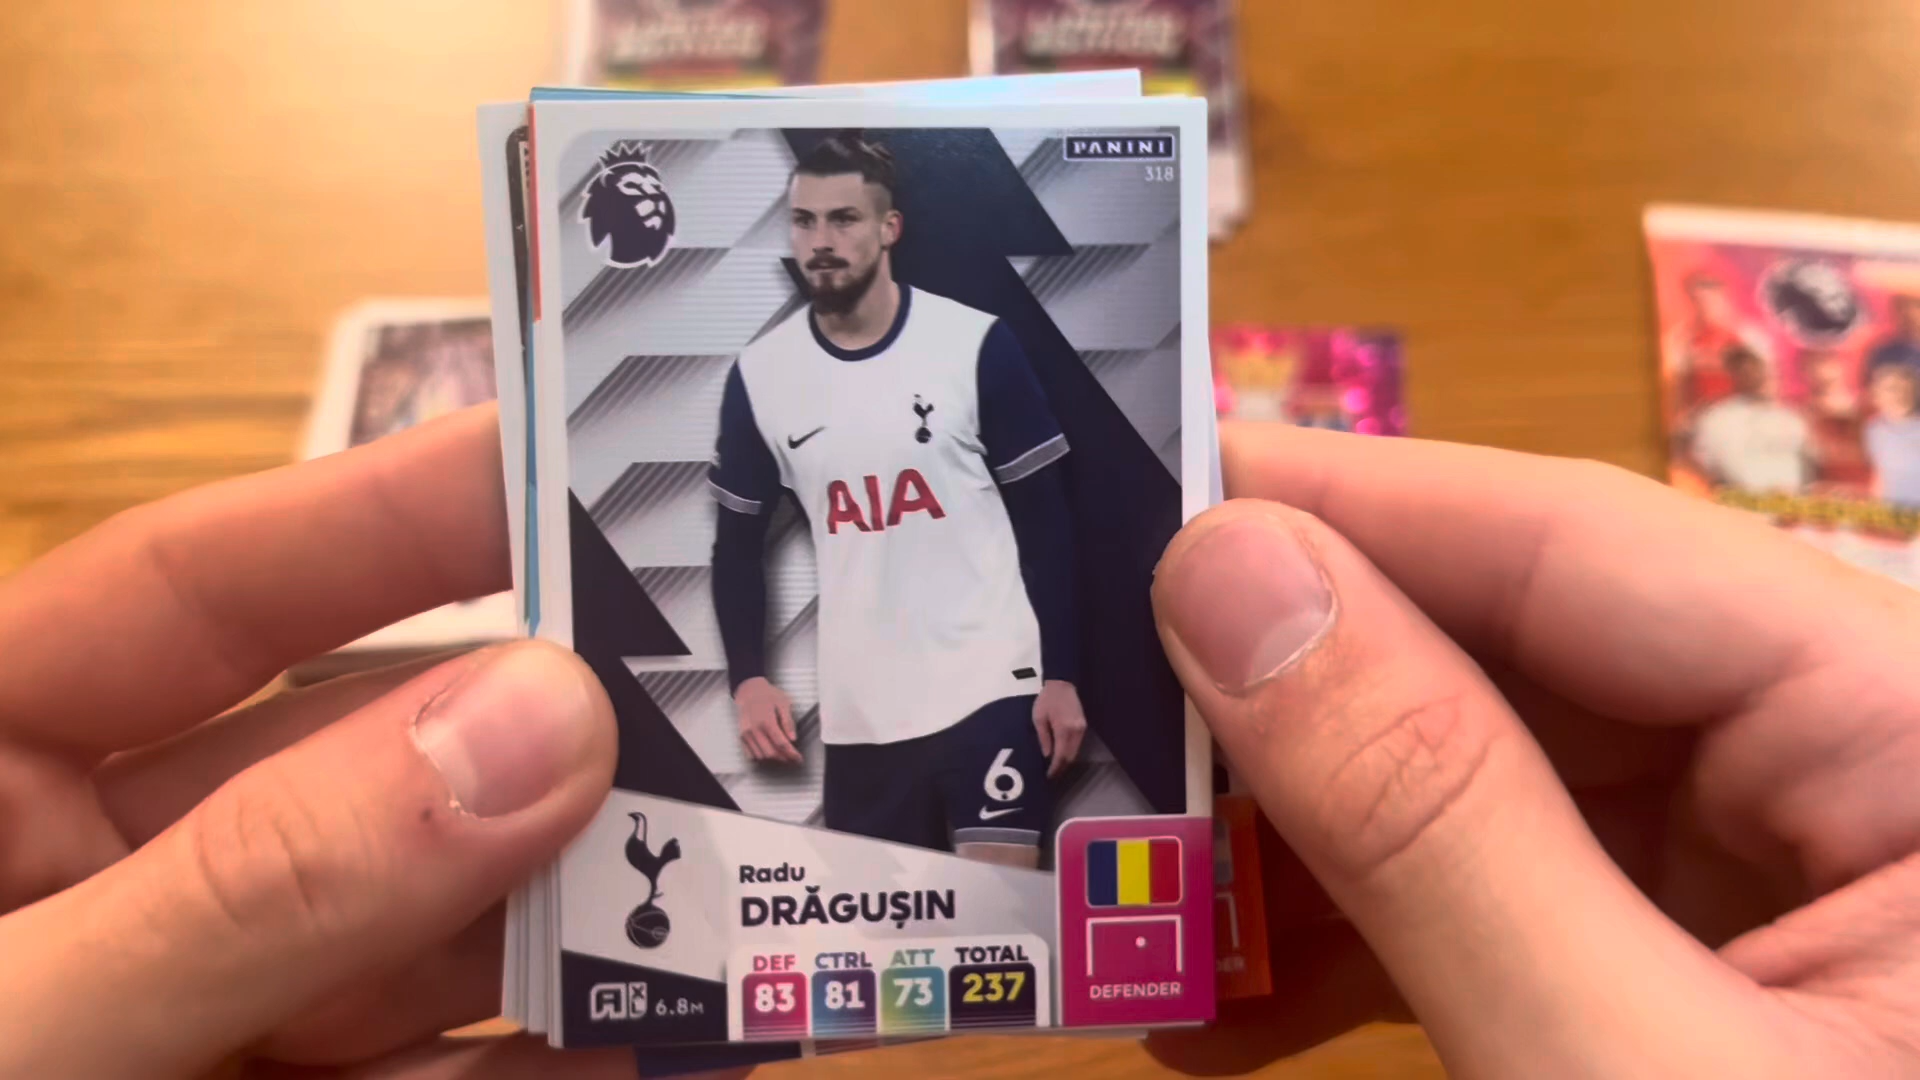 PANINI
318
AIA
6
Radu
DRĂGUȘIN
DEF CTRL ATT TOTAL
83 81 73 237
6.8M
DEFENDER